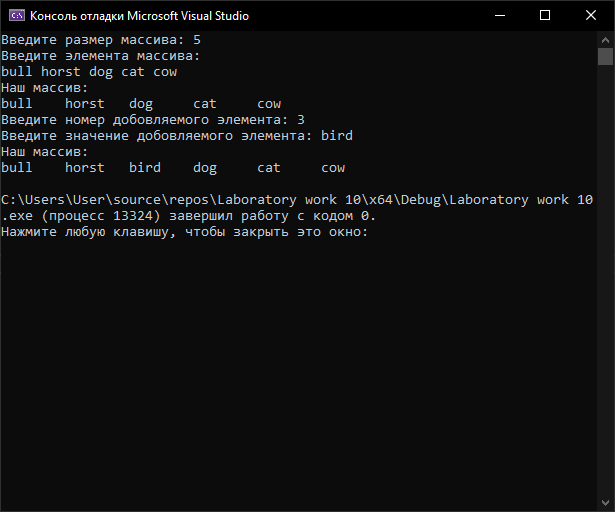 Консоль отладки Microsoft Visual Studio
Введите размер массива: 5
Введите элемента массива:
bull horst dog cat cow
Наш массив:
bull horst dog cat cow
Введите номер добовляемого элемента: 3
Введите значение добовляемого элемента: bird
Наш массив:
bull horst bird dog cat cow
C:\Users\User\source\repos\Laboratory work 10\x64\Debug\Laboratory work 10
.exe (процесс 13324) завершил работу с кодом 0.
Нажмите любую клавишу, чтобы закрыть это окно: